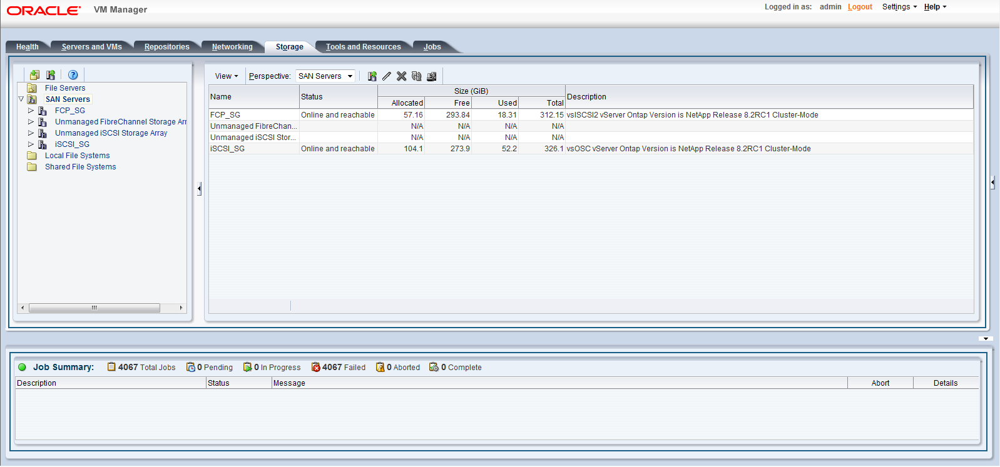 ORACLE VM Manager
Logged in as: admin Logout Settings Help
Health Servers and VMs Repositories Networking Storage Tools and Resources Jobs
File Servers
SAN Servers
FCP_SG
Unmanaged FibreChannel Storage Arr
Unmanaged iSCSI Storage Array
iSCSI_SG
Local File Systems
Shared File Systems
View Perspective: SAN Servers
Name Status Size (GiB) Description
Allocated Free Used Total
FCP_SG Online and reachable 57.16 293.84 18.31 312.15 vsISCSI2 vServer Ontap Version is NetApp Release 8.2RC1 Cluster-Mode
Unmanaged FibreChan... N/A N/A N/A N/A
Unmanaged iSCSI Stor... N/A N/A N/A N/A
iSCSI_SG Online and reachable 104.1 273.9 52.2 326.1 vsOSC vServer Ontap Version is NetApp Release 8.2RC1 Cluster-Mode
Job Summary: 4067 Total Jobs 0 Pending 0 In Progress 4067 Failed 0 Aborted 0 Complete
Description Status Message Abort Details